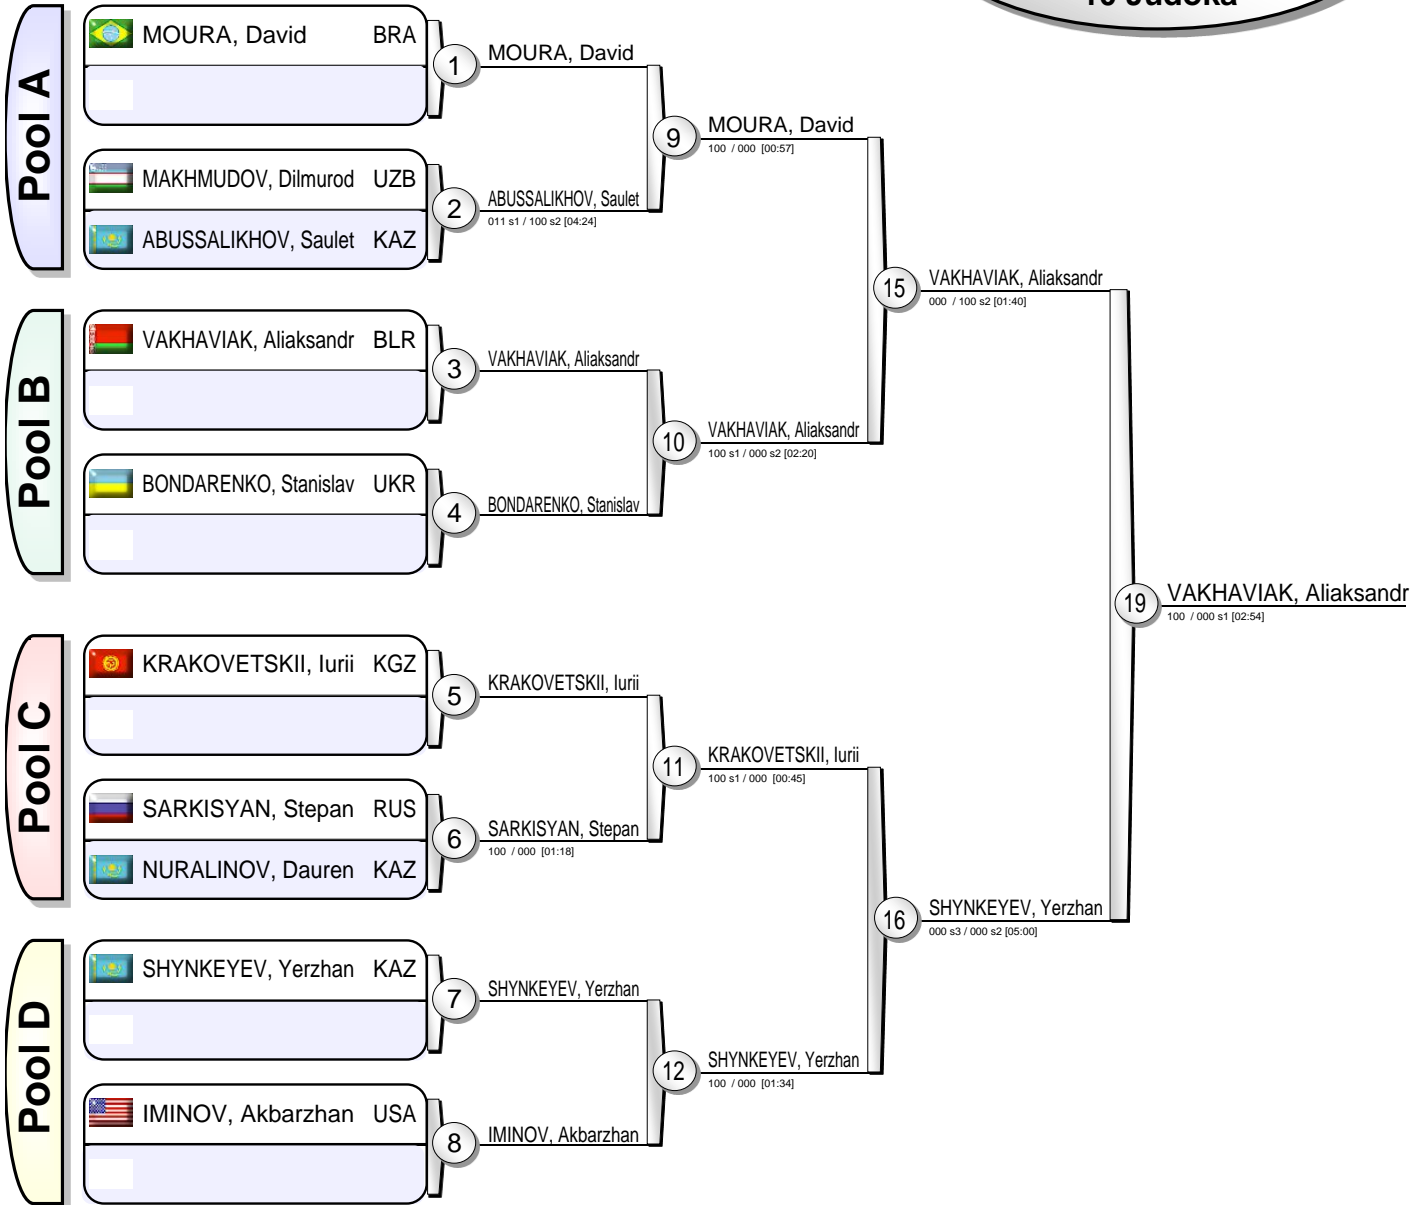 10 Judoka
Pool A
MOURA, David BRA
MAKHMUDOV, Dilmurod UZB
ABUSSALIKHOV, Saulet KAZ
1
MOURA, David
2
ABUSSALIKHOV, Saulet
011 s1 / 100 s2 [04:24]
9
MOURA, David
100 / 000 [00:57]
Pool B
VAKHAVIAK, Aliaksandr BLR
BONDARENKO, Stanislav UKR
3
VAKHAVIAK, Aliaksandr
4
BONDARENKO, Stanislav
10
VAKHAVIAK, Aliaksandr
100 s1 / 000 s2 [02:20]
15
VAKHAVIAK, Aliaksandr
000 / 100 s2 [01:40]
Pool C
KRAKOVETSKII, Iurii KGZ
SARKISYAN, Stepan RUS
NURALINOV, Dauren KAZ
5
KRAKOVETSKII, Iurii
6
SARKISYAN, Stepan
100 / 000 [01:18]
11
KRAKOVETSKII, Iurii
100 s1 / 000 [00:45]
Pool D
SHYNKEYEV, Yerzhan KAZ
IMINOV, Akbarzhan USA
7
SHYNKEYEV, Yerzhan
8
IMINOV, Akbarzhan
12
SHYNKEYEV, Yerzhan
100 / 000 [01:34]
16
SHYNKEYEV, Yerzhan
000 s3 / 000 s2 [05:00]
19
VAKHAVIAK, Aliaksandr
100 / 000 s1 [02:54]